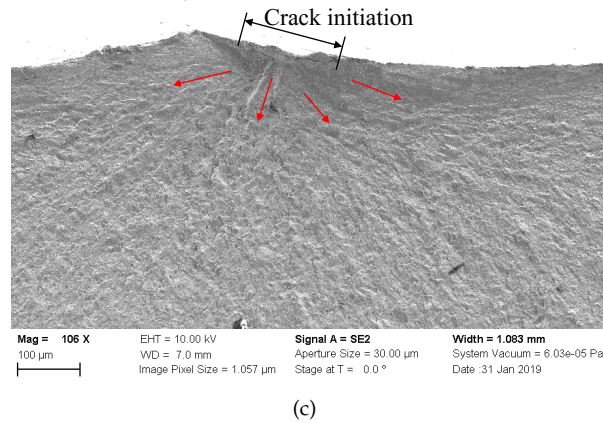 Crack initiation
Mag = 106 X
100 µm
EHT = 10.00 kV
WD = 7.0 mm
Image Pixel Size = 1.057 µm
Signal A = SE2
Aperture Size = 30.00 µm
Stage at T = 0.0 °
Width = 1.083 mm
System Vacuum = 6.03e-05 Pa
Date :31 Jan 2019
(c)